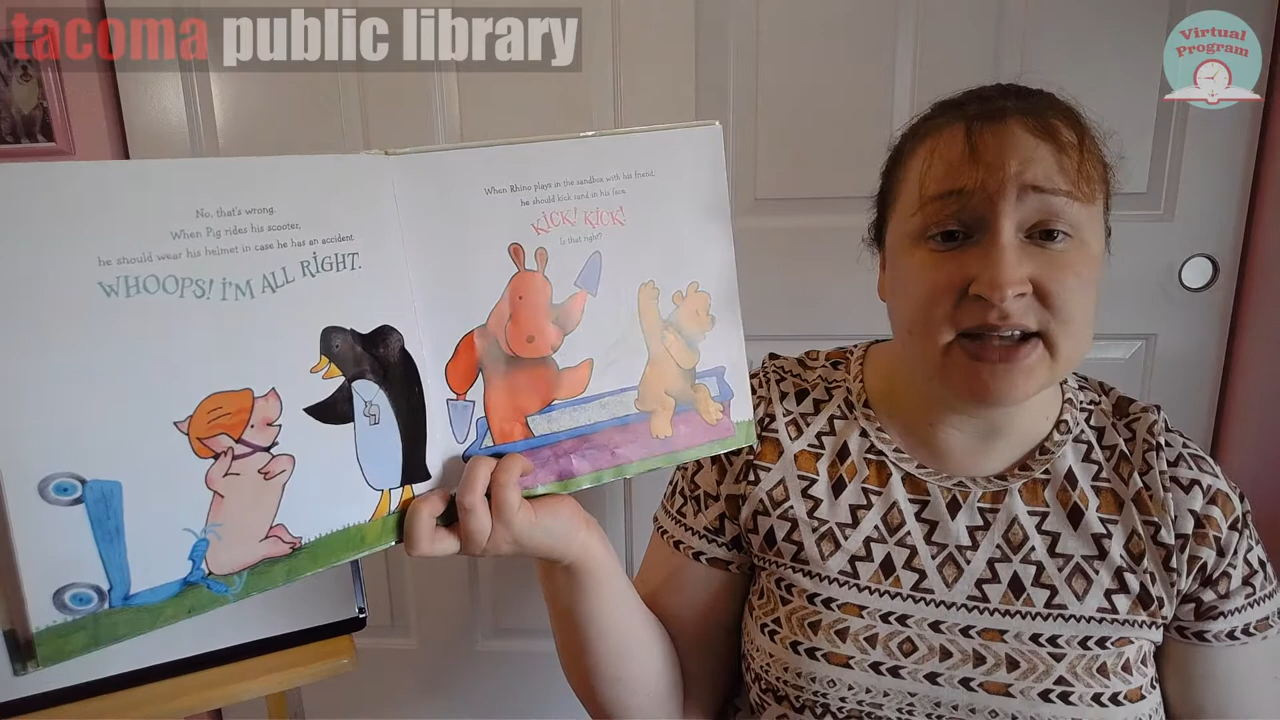 tacoma public library
Virtual
Program
No, that's wrong.
When Pig rides his scooter,
he should wear his helmet in case he has an accident.
WHOOPS! I'M ALL RIGHT.
When Rhino plays in the sandbox with his friend,
he should kick sand in his face.
KICK! KICK!
Is that right?